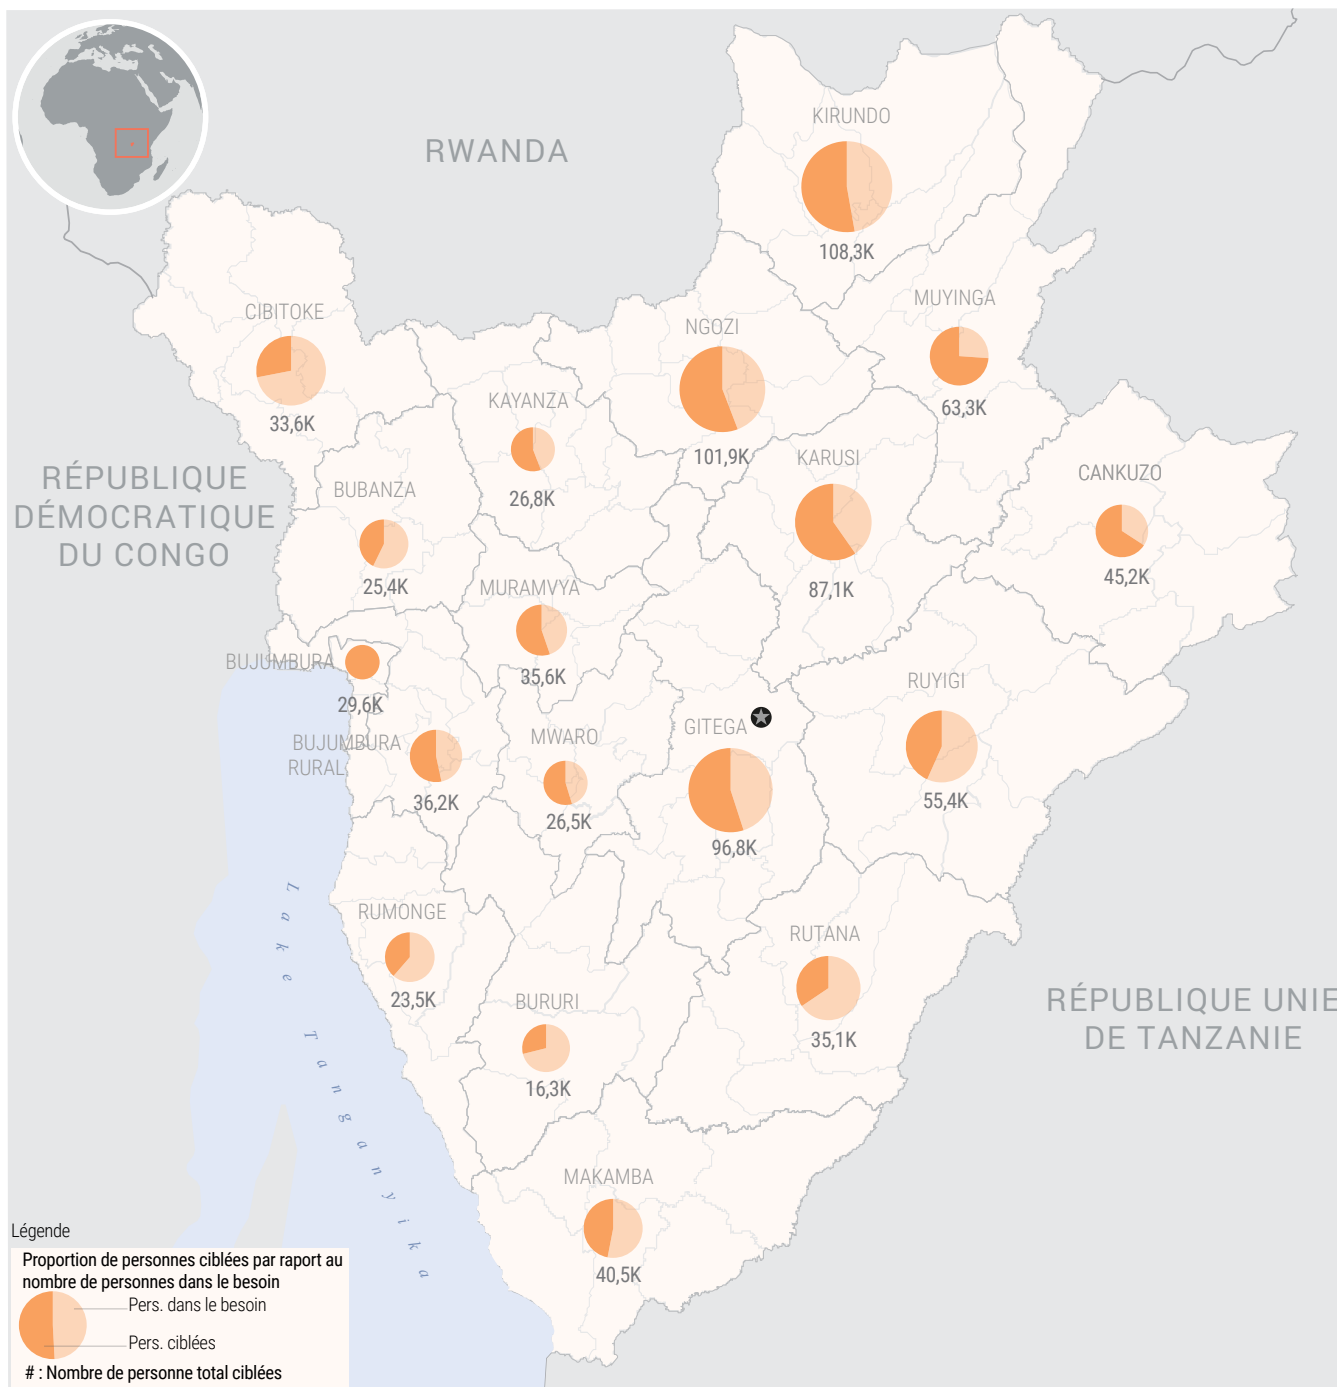 RWANDA
KIRUNDO
108,3K
MUYINGA
63,3K
CIBITOKE
33,6K
NGOZI
101,9K
KAYANZA
26,8K
KARUSI
87,1K
CANKUZO
45,2K
RÉPUBLIQUE
DÉMOCRATIQUE
DU CONGO
BUBANZA
25,4K
MURAMVYA
35,6K
BUJUMBURA
29,6K
RUYIGI
55,4K
GITEGA
96,8K
BUJUMBURA
RURAL
36,2K
MWARO
26,5K
RUMONGE
23,5K
RUTANA
35,1K
BURURI
16,3K
RÉPUBLIQUE UNIE
DE TANZANIE
Lake Tanganyika
MAKAMBA
40,5K
Légende
Proportion de personnes ciblées par raport au
nombre de personnes dans le besoin
Pers. dans le besoin
Pers. ciblées
# : Nombre de personne total ciblées